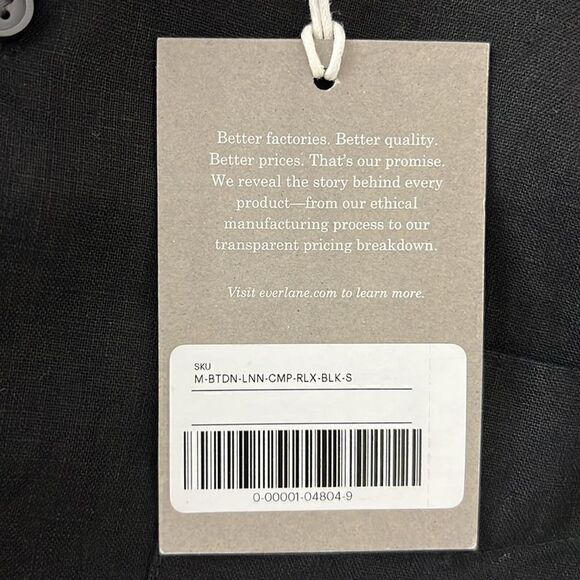 Better factories. Better quality.
Better prices. That's our promise.
We reveal the story behind every
product—from our ethical
manufacturing process to our
transparent pricing breakdown.
Visit everlane.com to learn more.
SKU
M-BTDN-LNN-CMP-RLX-BLK-S
0-00001-04804-9